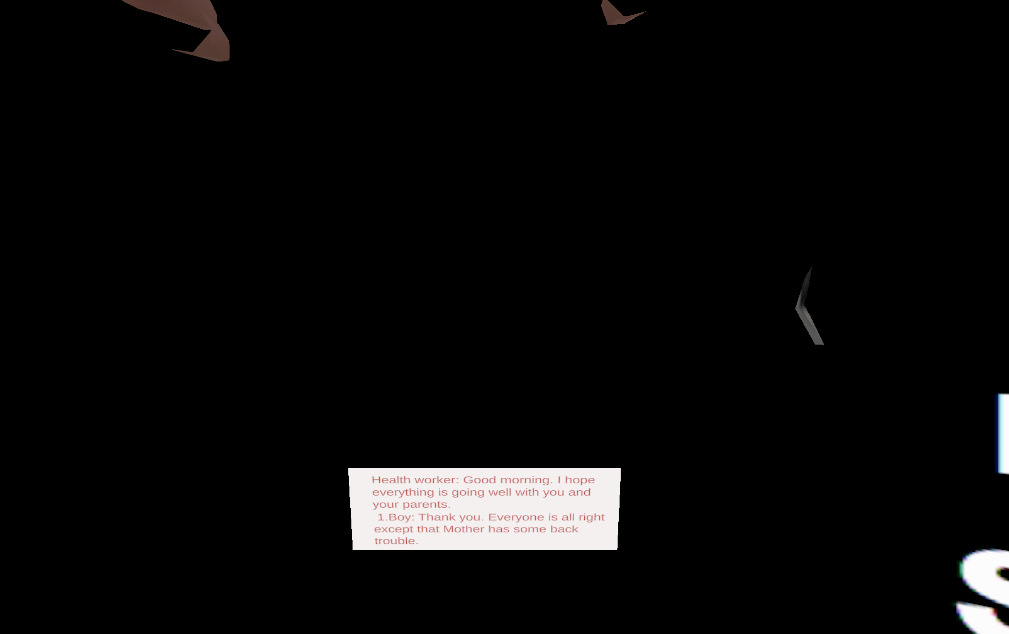 Health worker: Good morning. I hope
everything is going well with you and
your parents.
1.Boy: Thank you. Everyone is all right
except that Mother has some back
trouble.